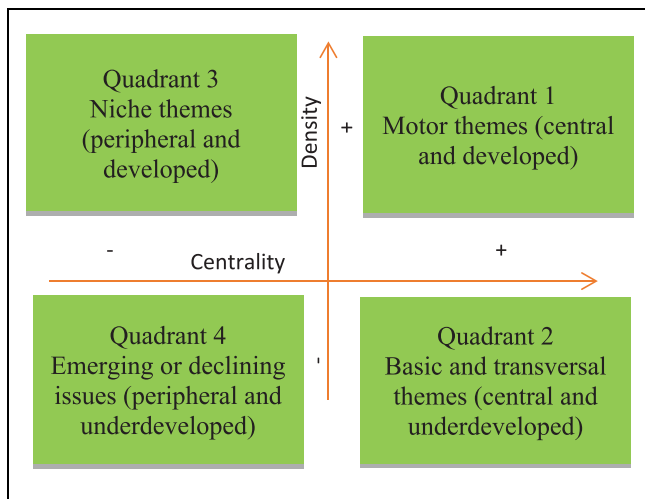 Quadrant 3
Niche themes
(peripheral and
developed)
Density
+
Quadrant 1
Motor themes (central
and developed)
-
Centrality
+
Quadrant 4
Emerging or declining
issues (peripheral and
underdeveloped)
-
Quadrant 2
Basic and transversal
themes (central and
underdeveloped)